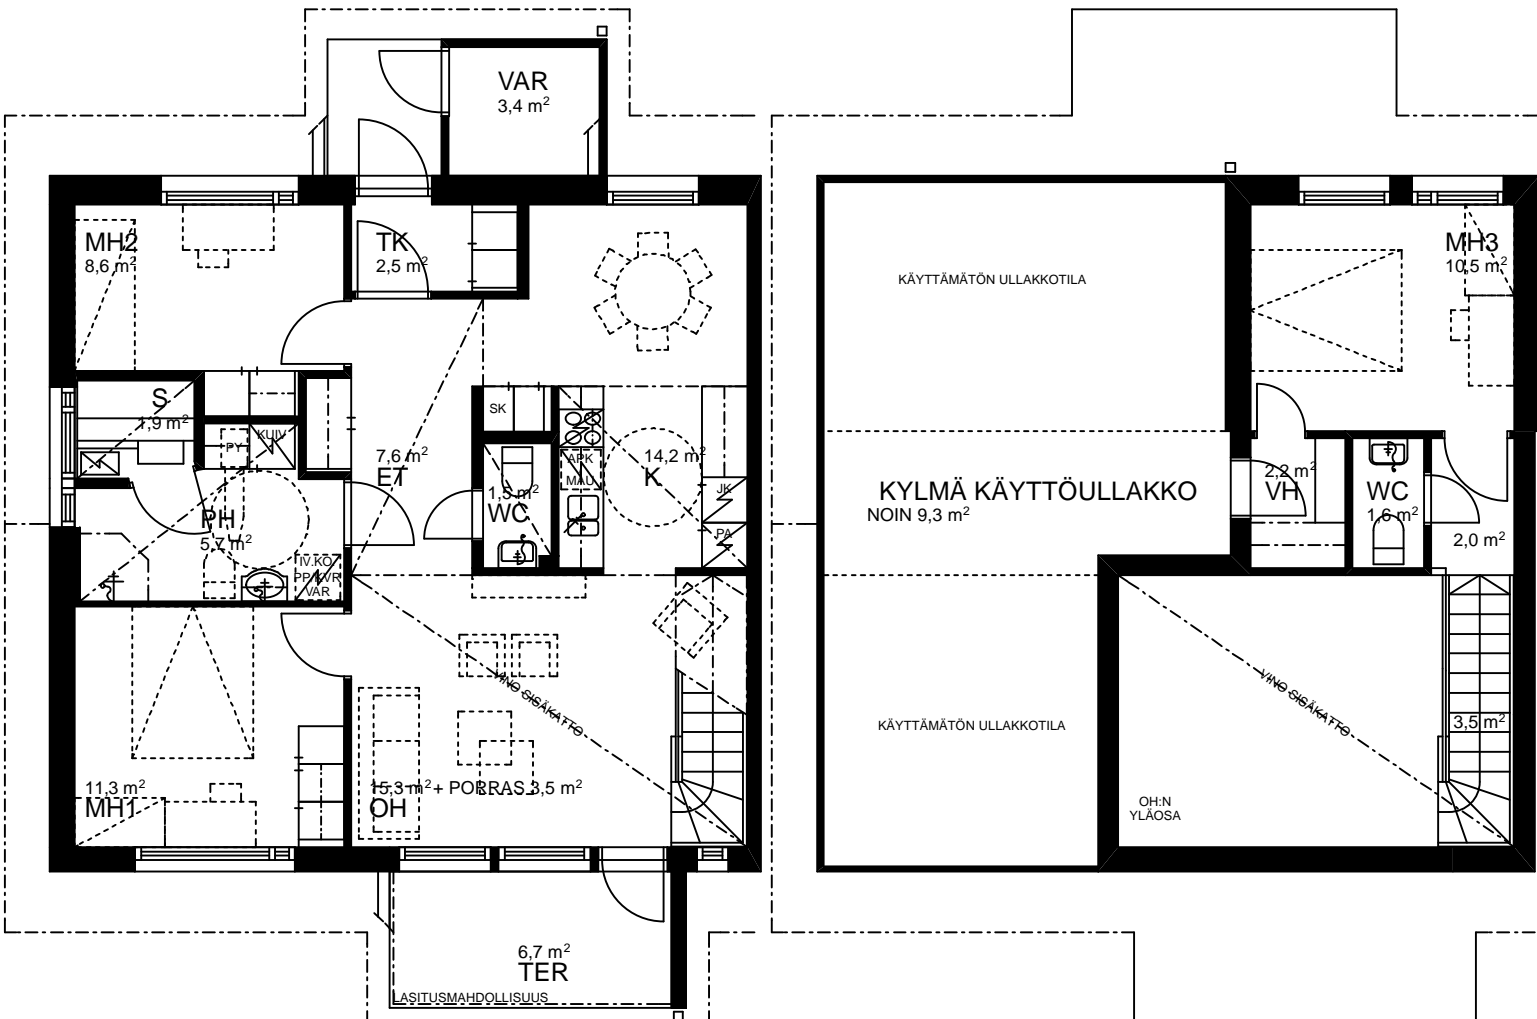 VAR
3,4 m²
MH2
8,6 m²
TK
2,5 m²
S
1,9 m²
PY
KUIV
7,6 m²
ET
SK
1,5 m²
WC
APK
MAU
14,2 m²
K
JK
PA
PH
5,7 m²
IV.KO
PP/KVR
VAR
11,3 m²
MH1
VINO SISÄKATTO
15,3 m² + PORRAS 3,5 m²
OH
6,7 m²
TER
LASITUSMAHDOLLISUUS
KÄYTTÄMÄTÖN ULLAKKOTILA
MH3
10,5 m²
KYLMÄ KÄYTTÖULLAKKO
NOIN 9,3 m²
2,2 m²
VH
WC
1,6 m²
2,0 m²
KÄYTTÄMÄTÖN ULLAKKOTILA
VINO SISÄKATTO
3,5 m²
OH:N
YLÄOSA